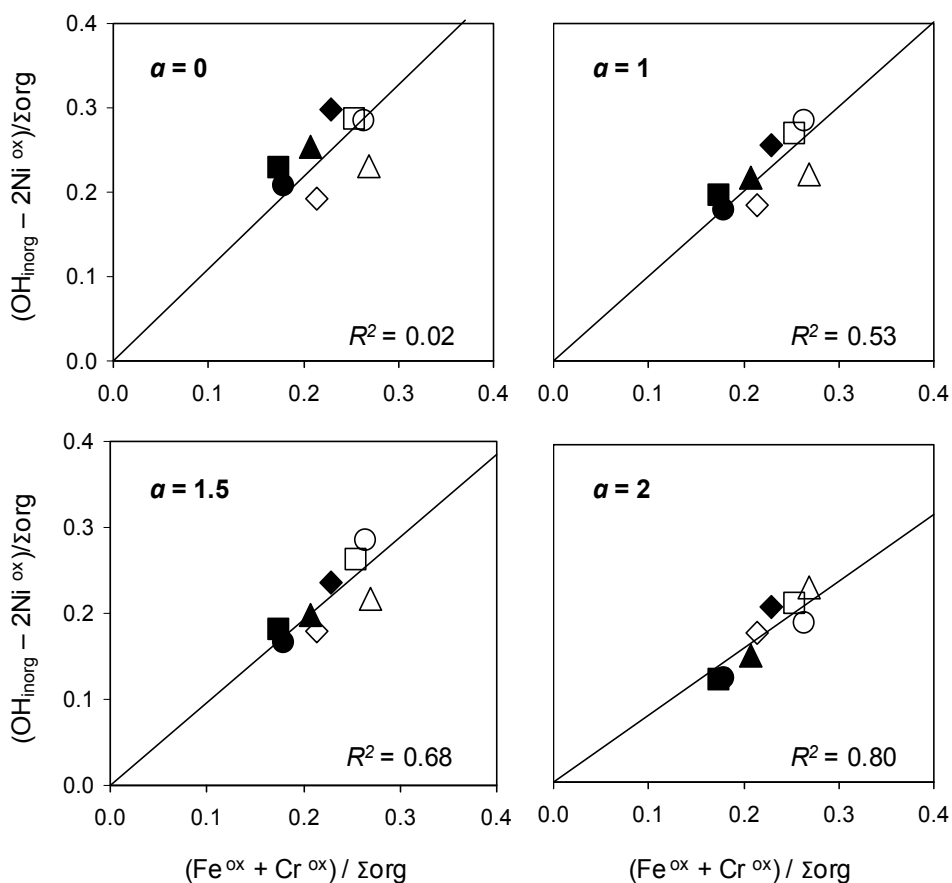 (OHinorg – 2Ni ox)/Σorg
0.4
0.3
0.2
0.1
0.0
a = 0
R² = 0.02
0.0 0.1 0.2 0.3 0.4
a = 1
R² = 0.53
0.0 0.1 0.2 0.3 0.4
(OHinorg – 2Ni ox)/Σorg
0.4
0.3
0.2
0.1
0.0
a = 1.5
R² = 0.68
0.0 0.1 0.2 0.3 0.4
(Fe ox + Cr ox) / Σorg
a = 2
R² = 0.80
0.0 0.1 0.2 0.3 0.4
(Fe ox + Cr ox) / Σorg